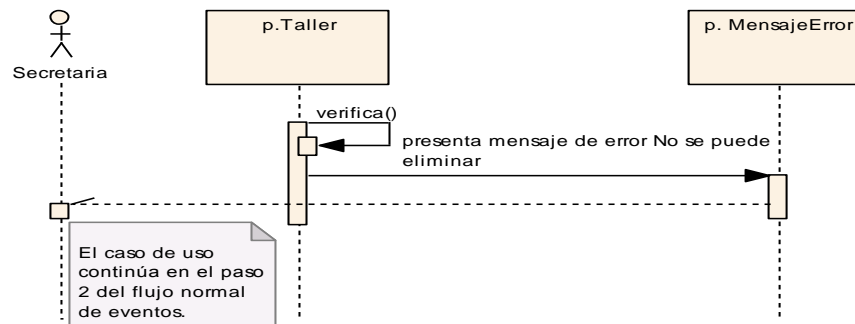 p.Taller
p. MensajeError
Secretaria
verifica()
presenta mensaje de error No se puede
eliminar
El caso de uso
continúa en el paso
2 del flujo normal
de eventos.